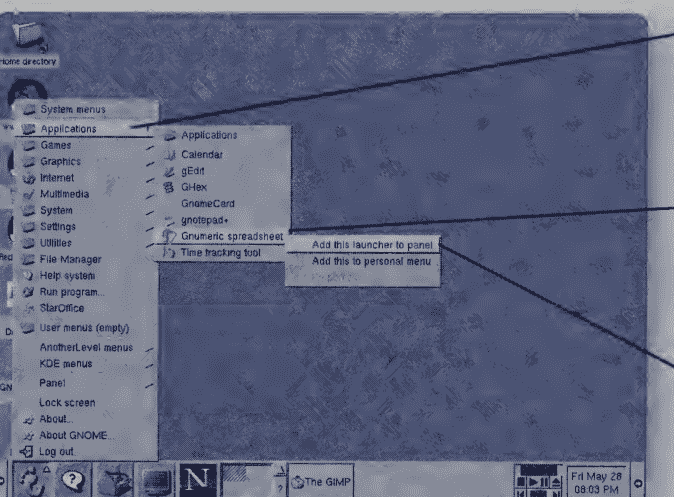 Home directory
System menus
Applications
Games
Graphics
Internet
Multimedia
System
Settings
Utilities
File Manager
Help system
Run program...
StarOffice
User menus (empty)
AnotherLevel menus
KDE menus
Panel
Lock screen
About...
About GNOME...
Log out
Applications
Calendar
gEdit
GHex
GnomeCard
gnotepad+
Gnumeric spreadsheet
Time tracking tool
Add this launcher to panel
Add this to personal menu
N
The GIMP
Fri May 28
08:03 PM